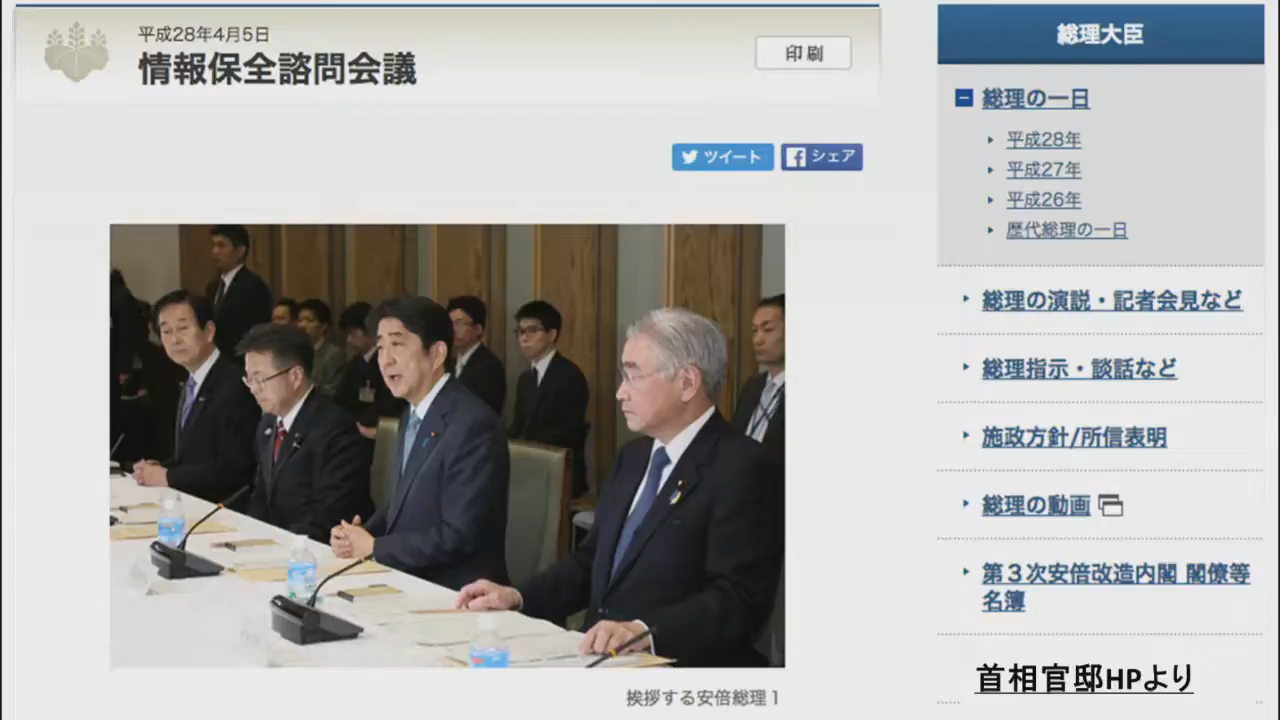 平成28年4月5日
情報保全諮問会議
印刷
ツイート
シェア
挨拶する安倍総理1
総理大臣
総理の一日
平成28年
平成27年
平成26年
歴代総理の一日
総理の演説・記者会見など
総理指示・談話など
施政方針/所信表明
総理の動画
第3次安倍改造内閣 閣僚等
名簿
首相官邸HPより